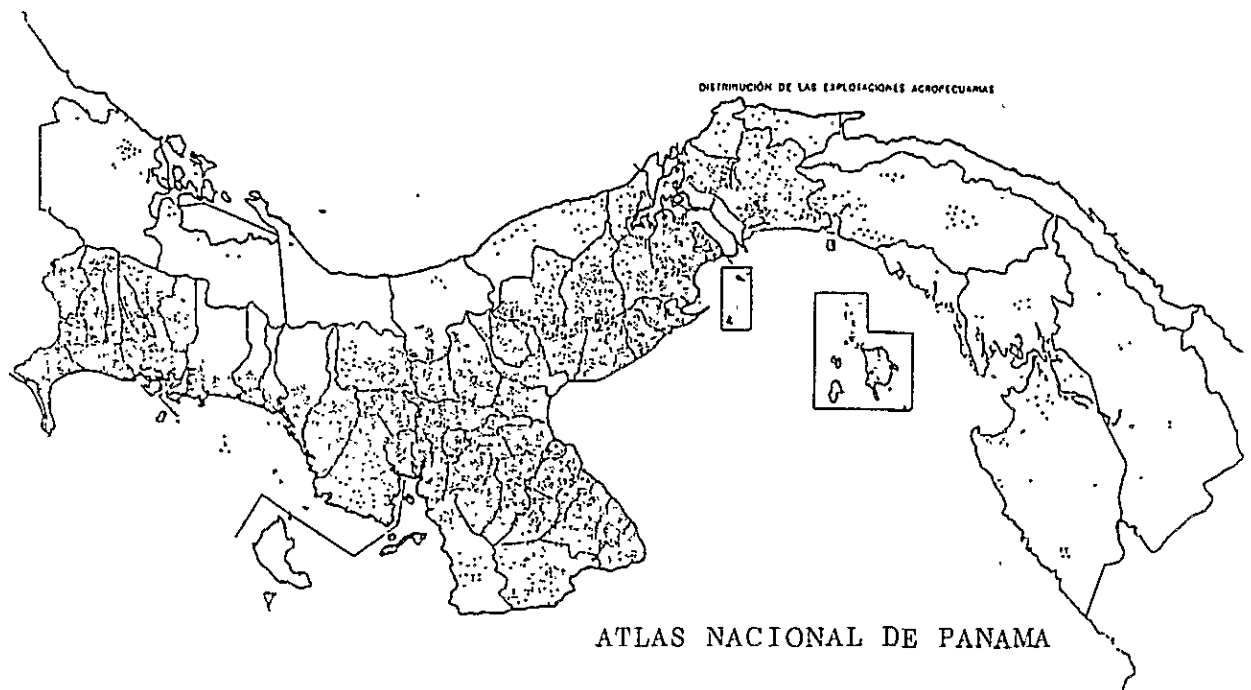 DISTRIBUCIÓN DE LAS EXPLOTACIONES AGROPECUARIAS
ATLAS NACIONAL DE PANAMA